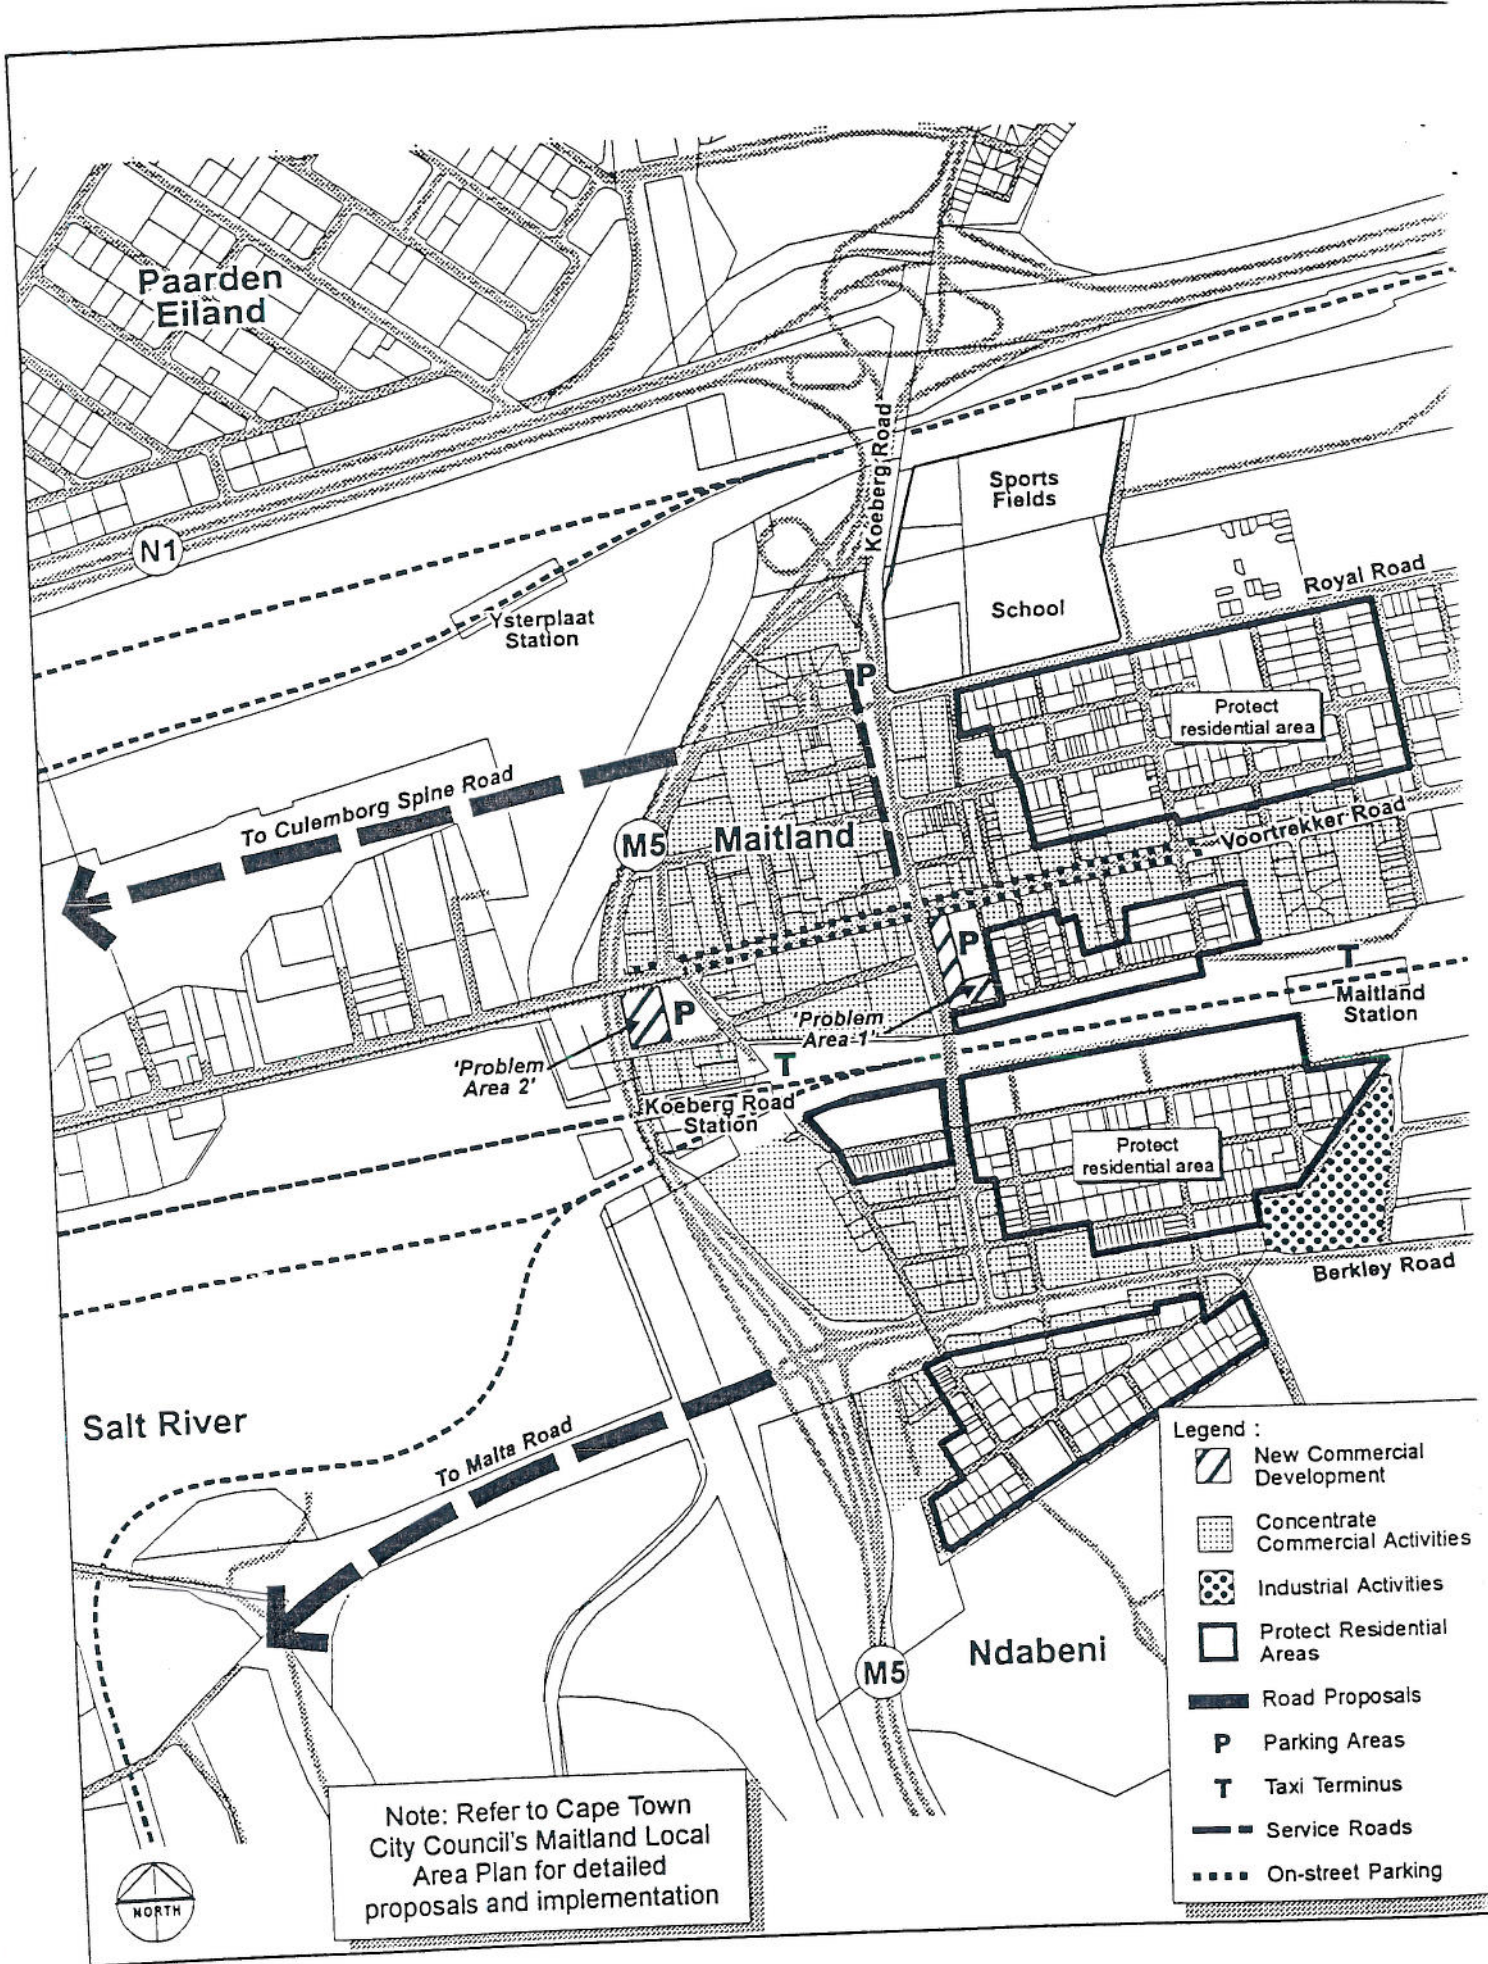 Paarden
Eiland
N1
Koeberg Road
Sports
Fields
School
Royal Road
Ysterplaat
Station
P
Protect
residential area
To Culemborg Spine Road
M5
Maitland
Voortrekker Road
P
T
Maitland
Station
P
'Problem
Area 1'
'Problem
Area 2'
T
Koeberg Road
Station
Protect
residential area
Berkley Road
Salt River
To Malta Road
M5
Ndabeni
Legend :
New Commercial
Development
Concentrate
Commercial Activities
Industrial Activities
Protect Residential
Areas
Road Proposals
P Parking Areas
T Taxi Terminus
Service Roads
On-street Parking
Note: Refer to Cape Town
City Council's Maitland Local
Area Plan for detailed
proposals and implementation
NORTH